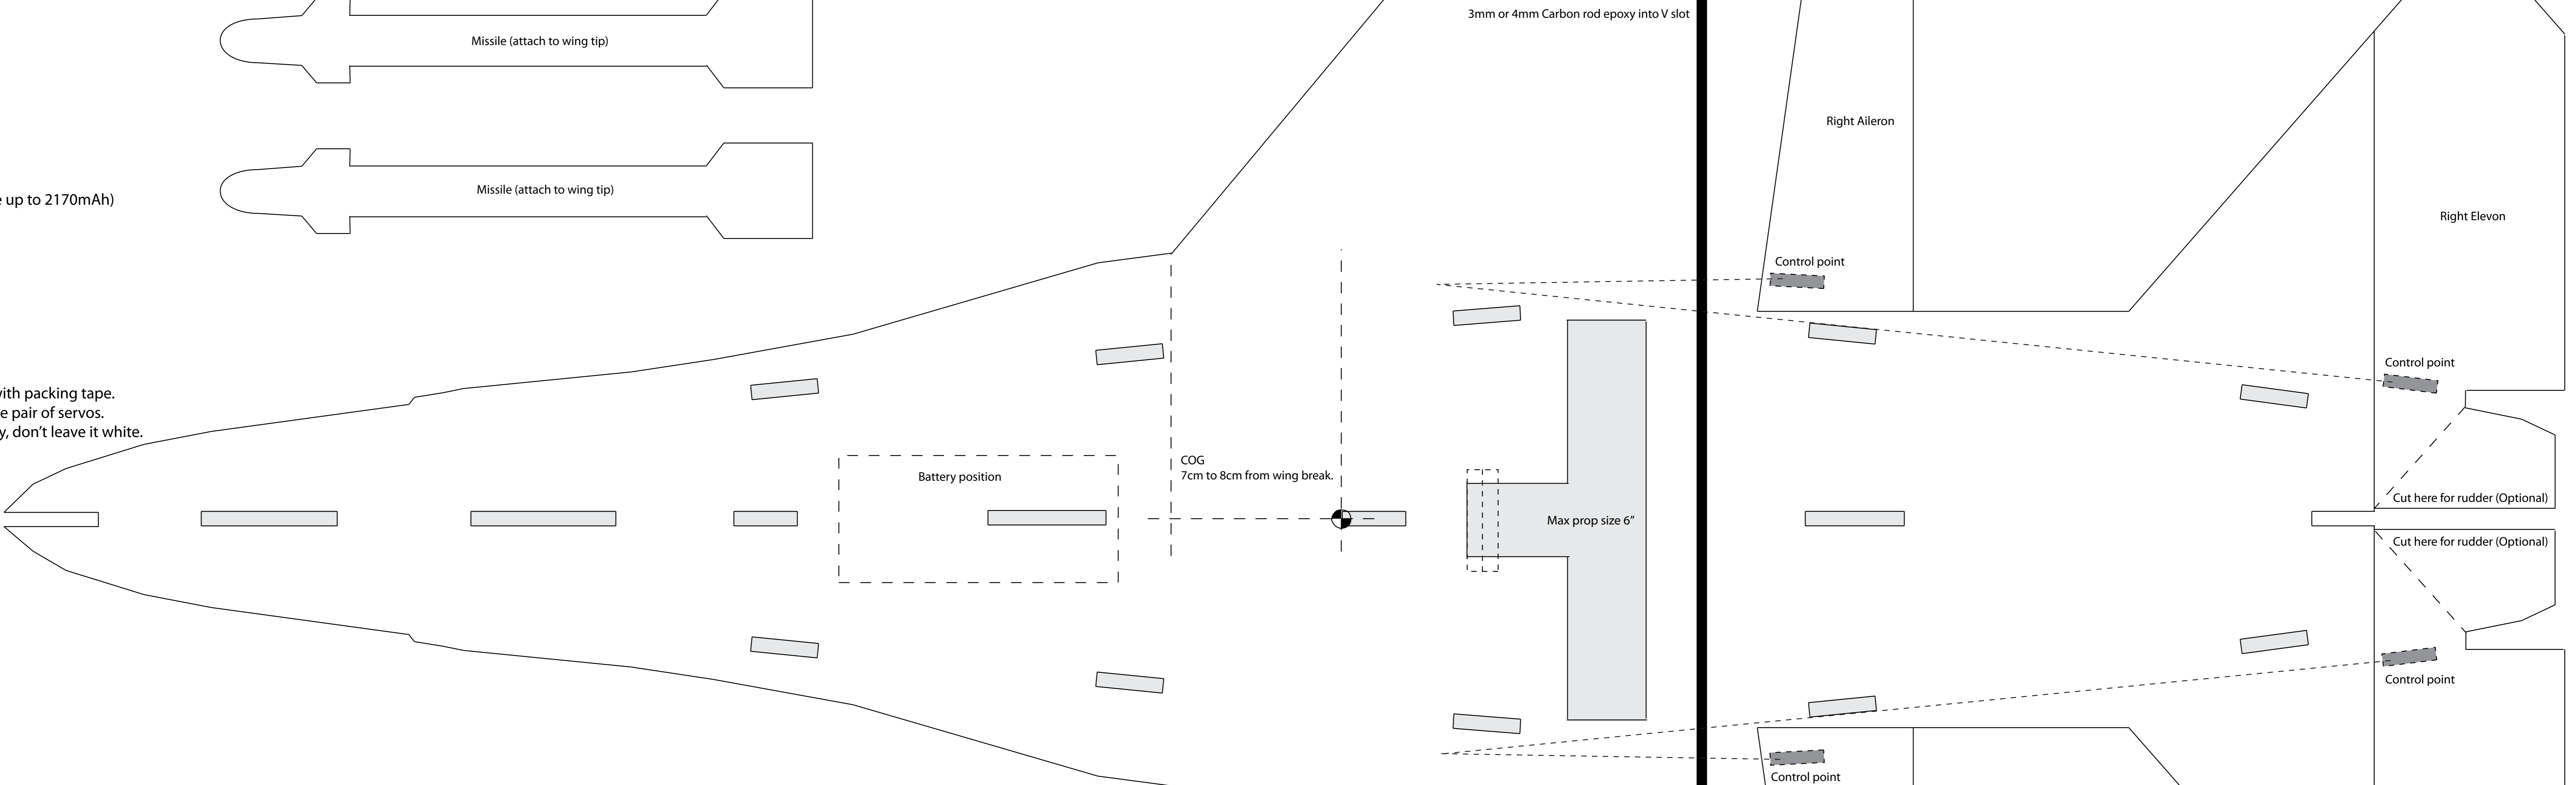 3mm or 4mm Carbon rod epoxy into V slot
Missile (attach to wing tip)
Right Aileron
Missile (attach to wing tip)
up to 2170mAh)
Right Elevon
Control point
Control point
packing tape.
pair of servos.
don’t leave it white.
COG
7cm to 8cm from wing break.
Battery position
Cut here for rudder (Optional)
Max prop size 6”
Cut here for rudder (Optional)
Control point
Control point